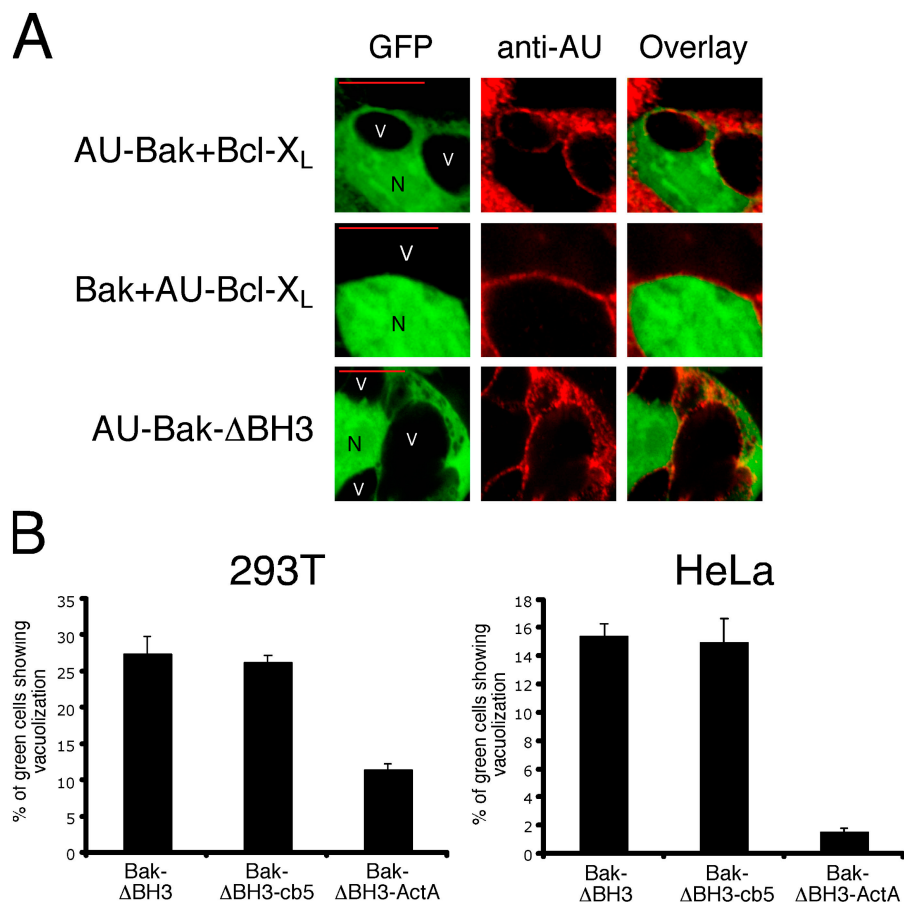 A
GFP anti-AU Overlay
AU-Bak+Bcl-XL
V
V
N
Bak+AU-Bcl-XL
V
N
AU-Bak-ΔBH3
V
N
V
V
B
293T
% of green cells showing
vacuolization
35
30
25
20
15
10
5
0
Bak-
ΔBH3
Bak-
ΔBH3-cb5
Bak-
ΔBH3-ActA
HeLa
% of green cells showing
vacuolization
18
16
14
12
10
8
6
4
2
0
Bak-
ΔBH3
Bak-
ΔBH3-cb5
Bak-
ΔBH3-ActA